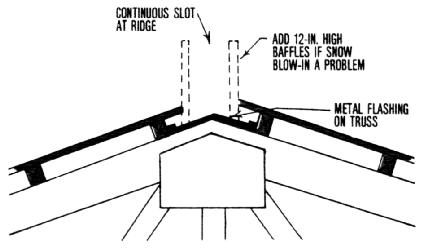 CONTINUOUS SLOT
AT RIDGE
ADD 12-IN. HIGH
BAFFLES IF SNOW
BLOW-IN A PROBLEM
METAL FLASHING
ON TRUSS